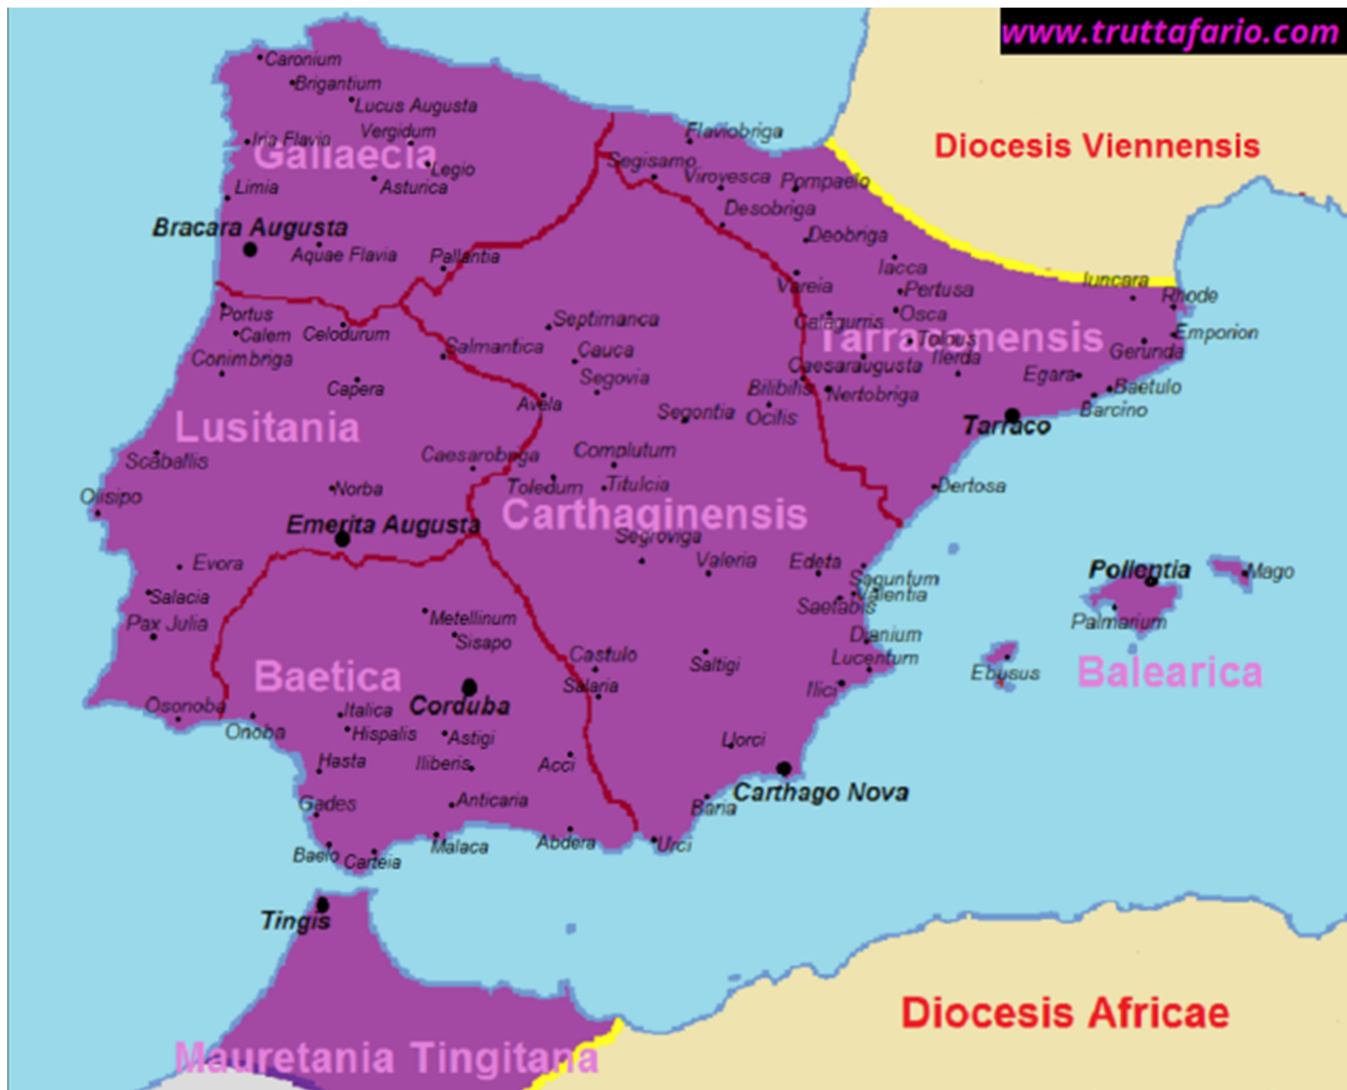 www.truttafario.com
Caronium
Brigantium
Lucus Augusta
Vergidum
Iria Flavia
Gallaecia
Legio
Asturica
Limia
Bracara Augusta
Aquae Flavia
Pallantia
Flaviobriga
Segisamo
Virovesca
Pompaelo
Desobriga
Deobriga
Diocesis Viennensis
Iacca
Vareia
Pertusa
Iuncara
Rhode
Osca
Calagurris
Emporion
Tarraconensis
Tolous
Ilerda
Gerunda
Caesaraugusta
Egara
Baetulo
Bilibilis
Nertobriga
Barcino
Ocilis
Tarraco
Portus
Calem
Celodurum
Conimbriga
Septimanca
Salmantica
Cauca
Segovia
Capera
Avela
Segontia
Lusitania
Scaballis
Caesarobriga
Complutum
Toledum
Titulcia
Dertosa
Olisipo
Norba
Emerita Augusta
Carthaginensis
Segroviga
Valeria
Edeta
Evora
Saguntum
Valentia
Saetabis
Pollentia
Mago
Palmarium
Salacia
Pax Julia
Metellinum
Sisapo
Dianium
Castulo
Saltigi
Lucentum
Ebusus
Balearica
Baetica
Salaria
Ilici
Osonoba
Italica
Corduba
Onoba
Hispalis
Astigi
Llorci
Hasta
Iliberis
Acci
Carthago Nova
Gades
Anticaria
Baria
Baelo
Carteia
Malaca
Abdera
Urci
Tingis
Diocesis Africae
Mauretania Tingitana